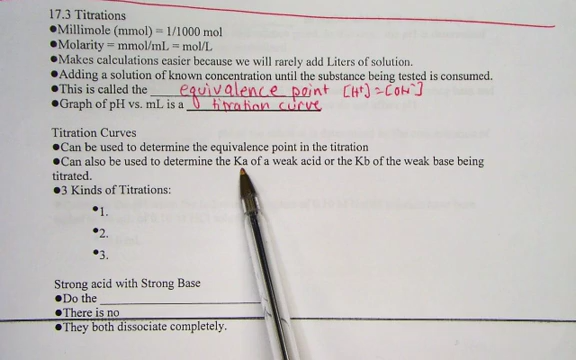 17.3 Titrations
●Millimole (mmol) = 1/1000 mol
●Molarity = mmol/mL = mol/L
●Makes calculations easier because we will rarely add Liters of solution.
●Adding a solution of known concentration until the substance being tested is consumed.
●This is called the equivalence point [H+]=[OH-]
●Graph of pH vs. mL is a titration curve
Titration Curves
●Can be used to determine the equivalence point in the titration
●Can also be used to determine the Ka of a weak acid or the Kb of the weak base being
titrated.
●3 Kinds of Titrations:
●1.
●2.
●3.
Strong acid with Strong Base
●Do the
●There is no
●They both dissociate completely.